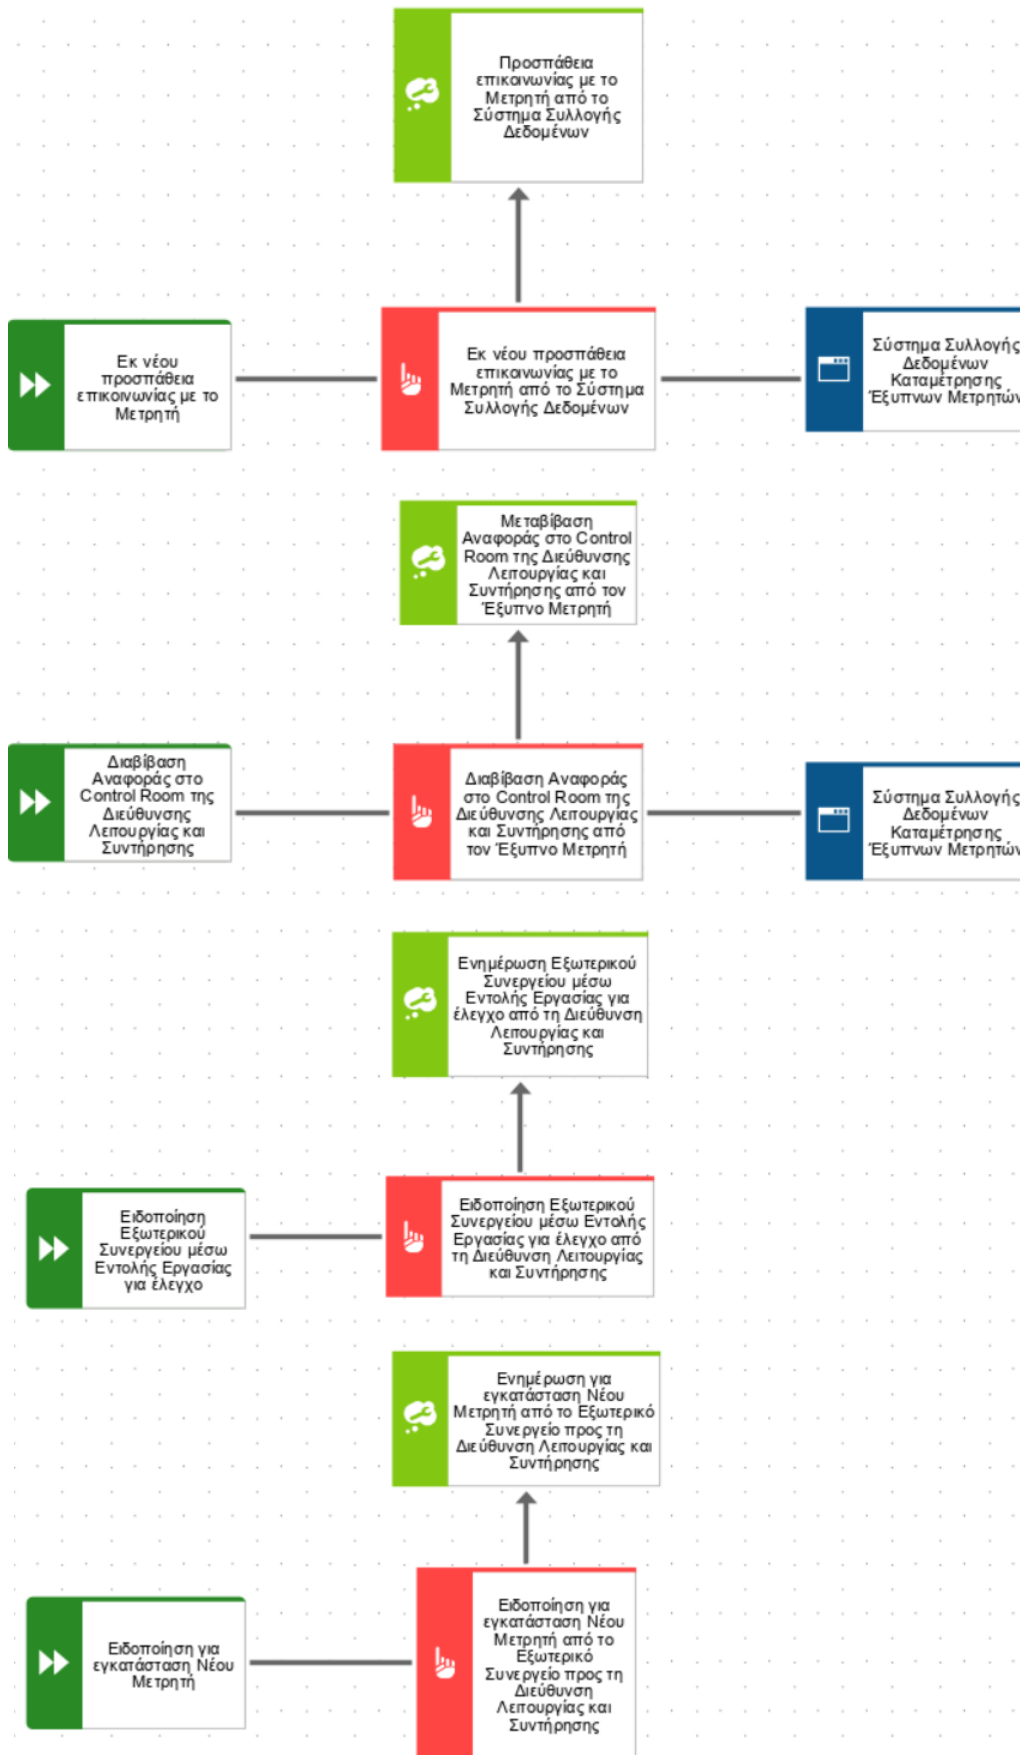 Προσπάθεια
επικοινωνίας με το
Μετρητή από το
Σύστημα Συλλογής
Δεδομένων
Εκ νέου
προσπάθεια
επικοινωνίας με το
Μετρητή
Εκ νέου προσπάθεια
επικοινωνίας με το
Μετρητή από το Σύστημα
Συλλογής Δεδομένων
Σύστημα Συλλογής
Δεδομένων
Καταμέτρησης
Έξυπνων Μετρητών
Μεταβίβαση
Αναφοράς στο Control
Room της Διεύθυνσης
Λειτουργίας και
Συντήρησης από τον
Έξυπνο Μετρητή
Διαβίβαση
Αναφοράς στο
Control Room της
Διεύθυνσης
Λειτουργίας και
Συντήρησης
Διαβίβαση Αναφοράς
στο Control Room της
Διεύθυνσης Λειτουργίας
και Συντήρησης από
τον Έξυπνο Μετρητή
Σύστημα Συλλογής
Δεδομένων
Καταμέτρησης
Έξυπνων Μετρητών
Ενημέρωση Εξωτερικού
Συνεργείου μέσω
Εντολής Εργασίας για
έλεγχο από τη Διεύθυνση
Λειτουργίας και
Συντήρησης
Ειδοποίηση
Εξωτερικού
Συνεργείου μέσω
Εντολής Εργασίας
για έλεγχο
Ειδοποίηση Εξωτερικού
Συνεργείου μέσω Εντολής
Εργασίας για έλεγχο από
τη Διεύθυνση Λειτουργίας
και Συντήρησης
Ενημέρωση για
εγκατάσταση Νέου
Μετρητή από το Εξωτερικό
Συνεργείο προς τη
Διεύθυνση Λειτουργίας και
Συντήρησης
Ειδοποίηση για
εγκατάσταση Νέου
Μετρητή
Ειδοποίηση για
εγκατάσταση Νέου
Μετρητή από το
Εξωτερικό
Συνεργείο προς τη
Διεύθυνση
Λειτουργίας και
Συντήρησης